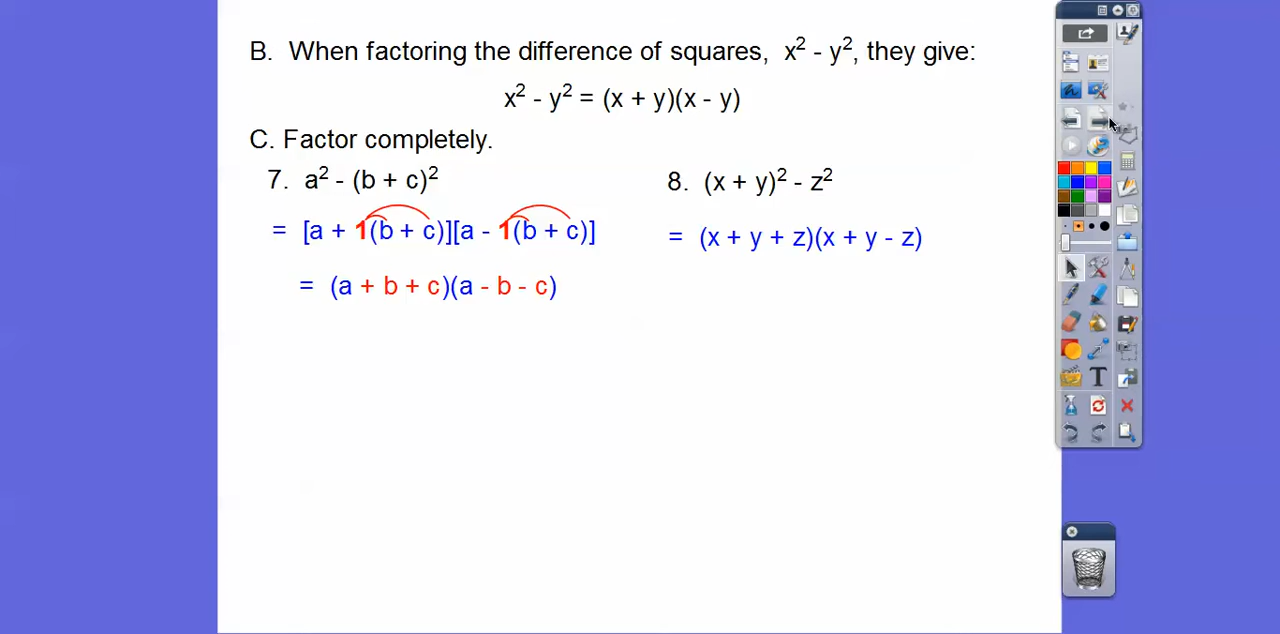 B. When factoring the difference of squares, x² - y², they give:
x² - y² = (x + y)(x - y)
C. Factor completely.
7. a² - (b + c)²
= [a + 1(b + c)][a - 1(b + c)]
= (a + b + c)(a - b - c)
8. (x + y)² - z²
= (x + y + z)(x + y - z)
T